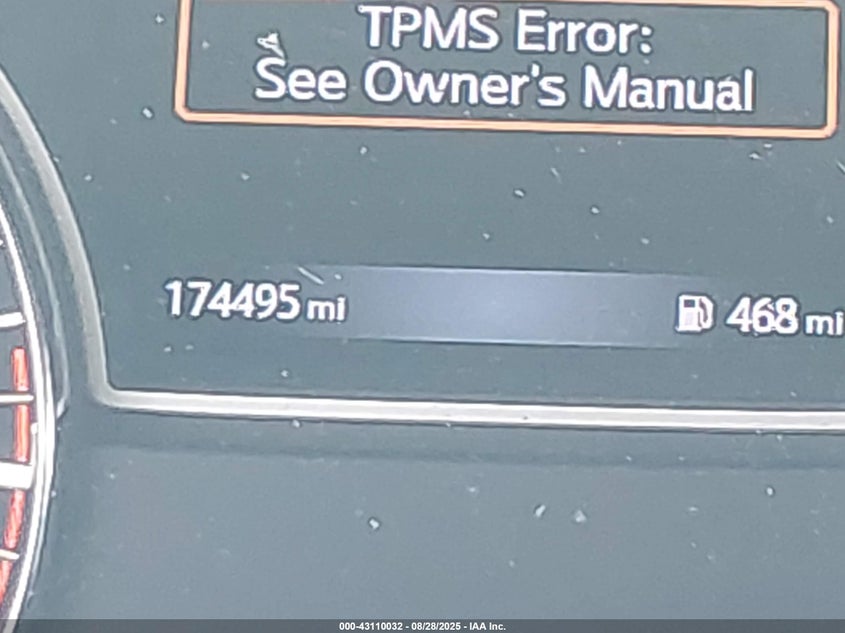 TPMS Error:
See Owner's Manual
174495 mi
468 mi
000-43110032 - 08/28/2025 - IAA Inc.